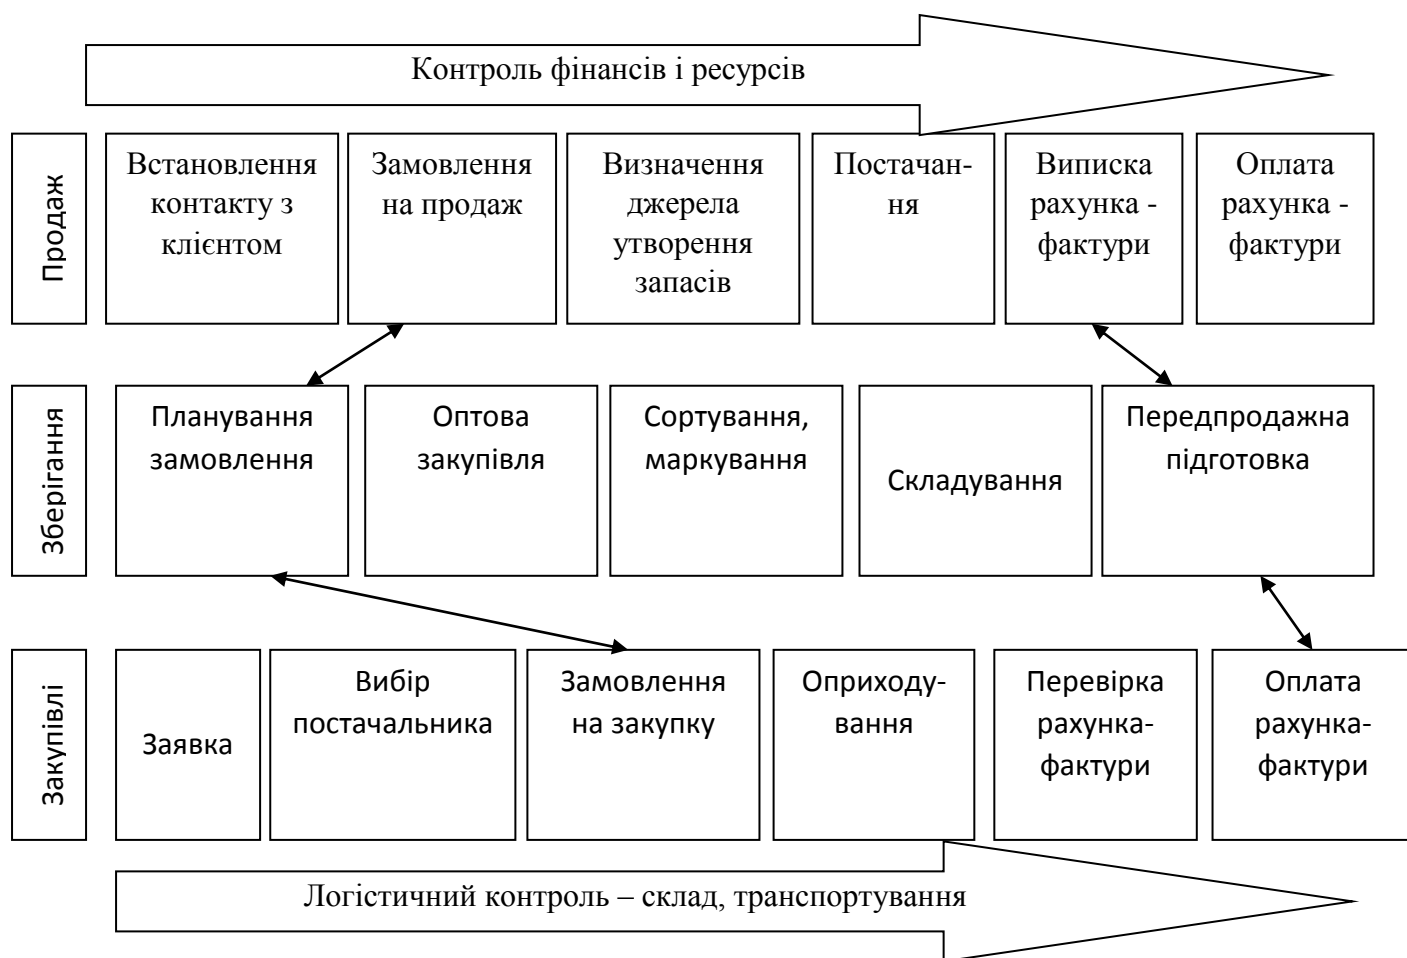 Контроль фінансів і ресурсів
Продаж
Встановлення
контакту з
клієнтом
Замовлення
на продаж
Визначення
джерела
утворення
запасів
Постачан-
ня
Виписка
рахунка -
фактури
Оплата
рахунка -
фактури
Зберігання
Планування
замовлення
Оптова
закупівля
Сортування,
маркування
Складування
Передпродажна
підготовка
Закупівлі
Заявка
Вибір
постачальника
Замовлення
на закупку
Оприходу-
вання
Перевірка
рахунка-
фактури
Оплата
рахунка-
фактури
Логістичний контроль – склад, транспортування